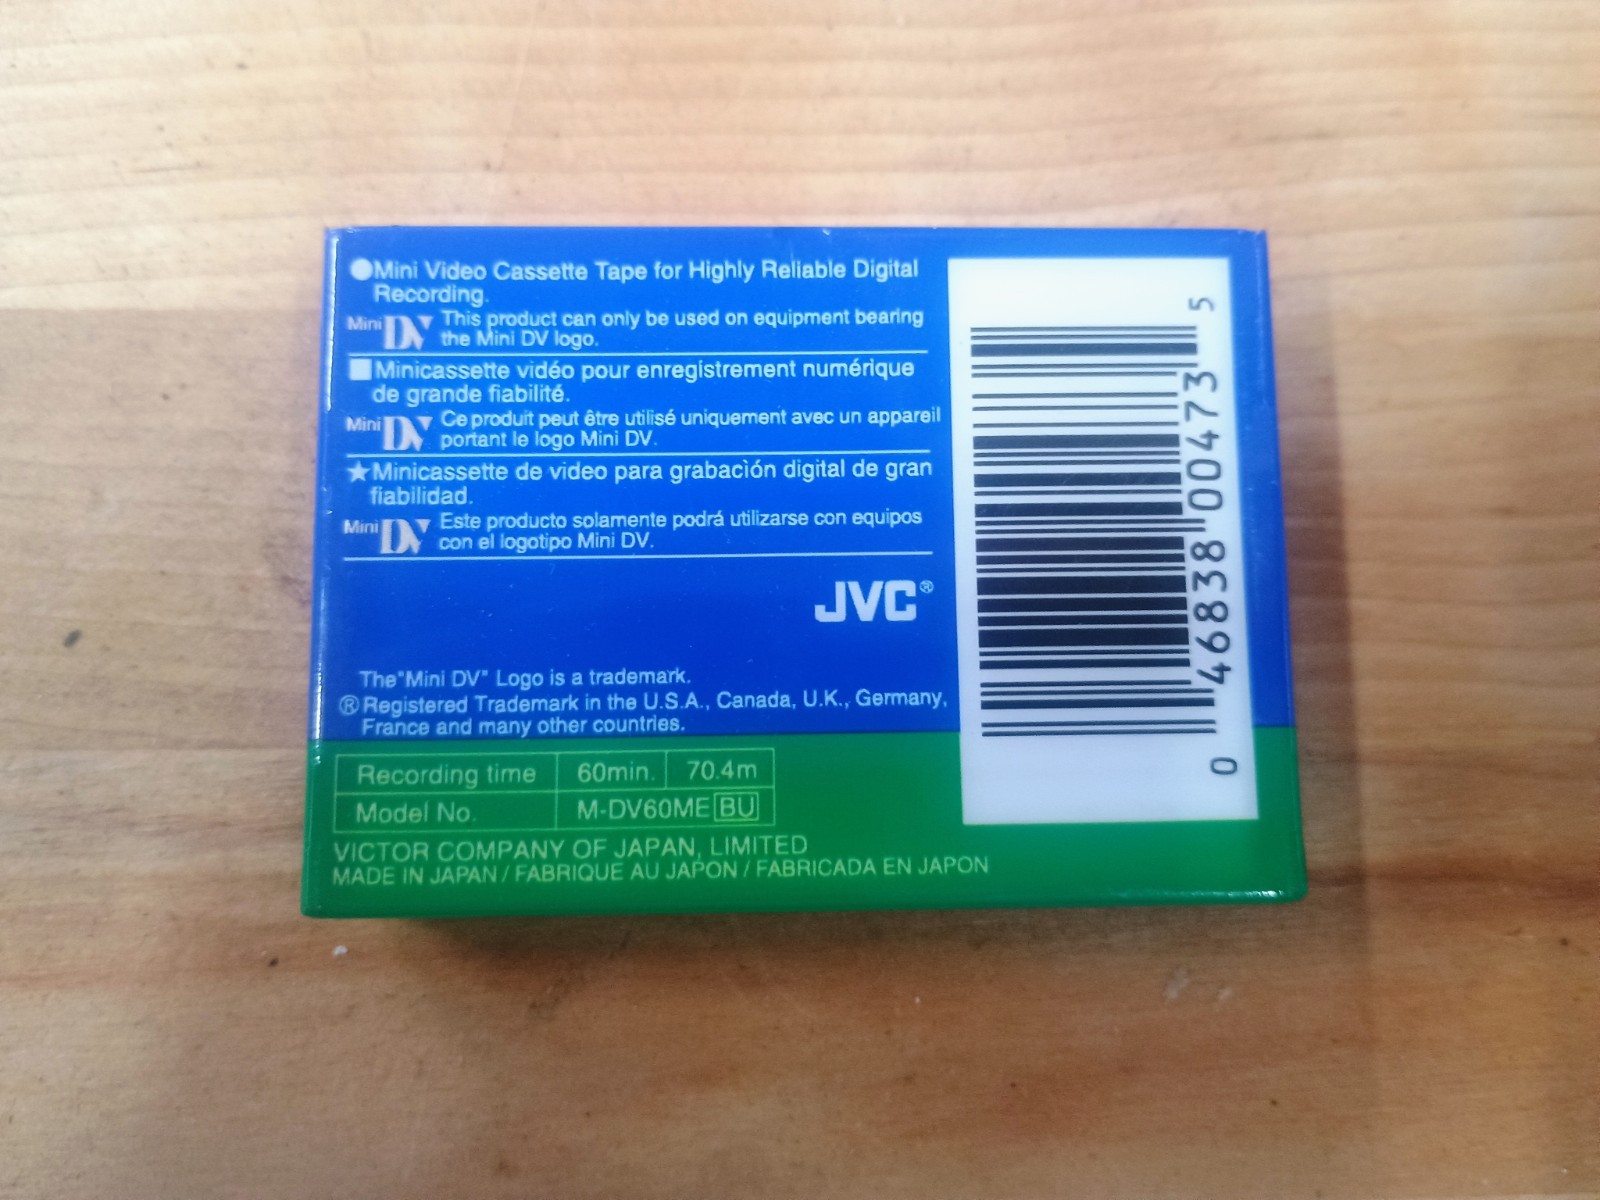 ●Mini Video Cassette Tape for Highly Reliable Digital
Recording.
Mini DV This product can only be used on equipment bearing
the Mini DV logo.
■Minicassette vidéo pour enregistrement numérique
de grande fiabilité.
Mini DV Ce produit peut être utilisé uniquement avec un appareil
portant le logo Mini DV.
★Minicassette de video para grabación digital de gran
fiabilidad.
Mini DV Este producto solamente podrá utilizarse con equipos
con el logotipo Mini DV.
JVC®
The "Mini DV" Logo is a trademark.
®Registered Trademark in the U.S.A., Canada, U.K., Germany,
France and many other countries.
Recording time 60min. 70.4m
Model No. M-DV60ME BU
VICTOR COMPANY OF JAPAN, LIMITED
MADE IN JAPAN / FABRIQUE AU JAPON / FABRICADA EN JAPON
0 46838 00473 5